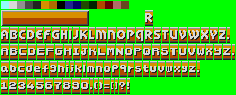 R
ABCDEFGHIJKLMNOPQRSTUVWXYZ.
ABCDEFGHIJKLMNOPQRSTUVWXYZ.
abcdefghijklmnopqrstuvwxyz.
1234567890